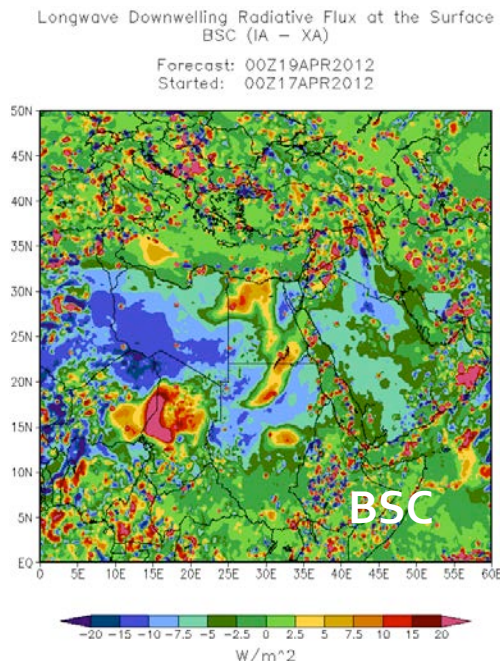 Longwave Downwelling Radiative Flux at the Surface
BSC (IA – XA)
Forecast: 00Z19APR2012
Started: 00Z17APR2012
50N
45N
40N
35N
30N
25N
20N
15N
10N
5N
EQ
BSC
0 5E 10E 15E 20E 25E 30E 35E 40E 45E 50E 55E 60E
−20 −15 −10 −7.5 −5 −2.5 0 2.5 5 7.5 10 15 20
W/m^2